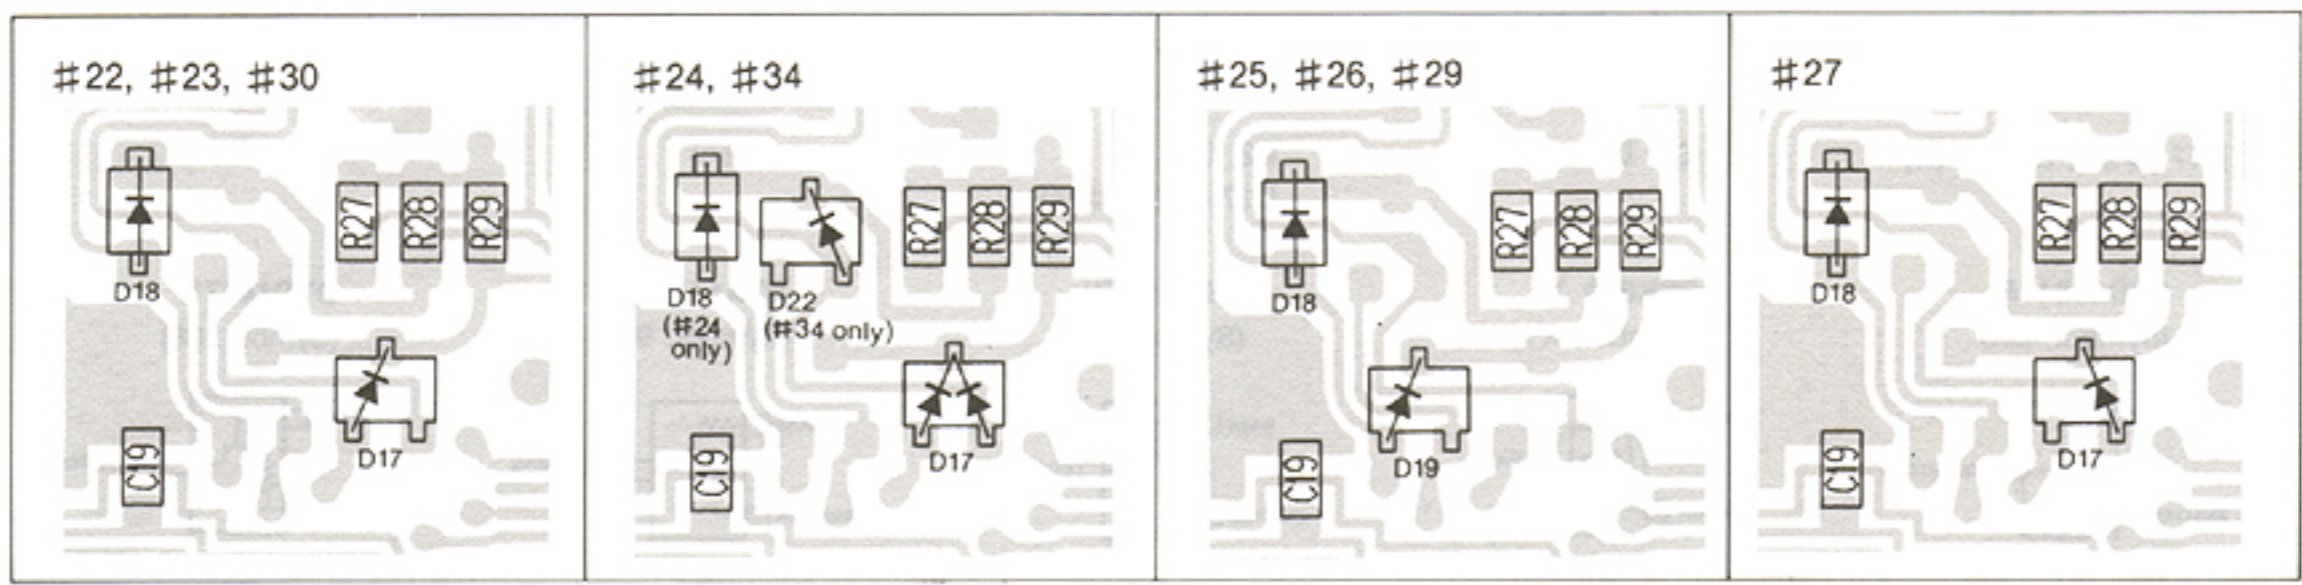 #22, #23, #30
R27
R28
R29
D18
D17
C19
#24, #34
R27
R28
R29
D18
(#24
only)
D22
(#34 only)
D17
C19
#25, #26, #29
R27
R28
R29
D18
D19
C19
#27
R27
R28
R29
D18
D17
C19